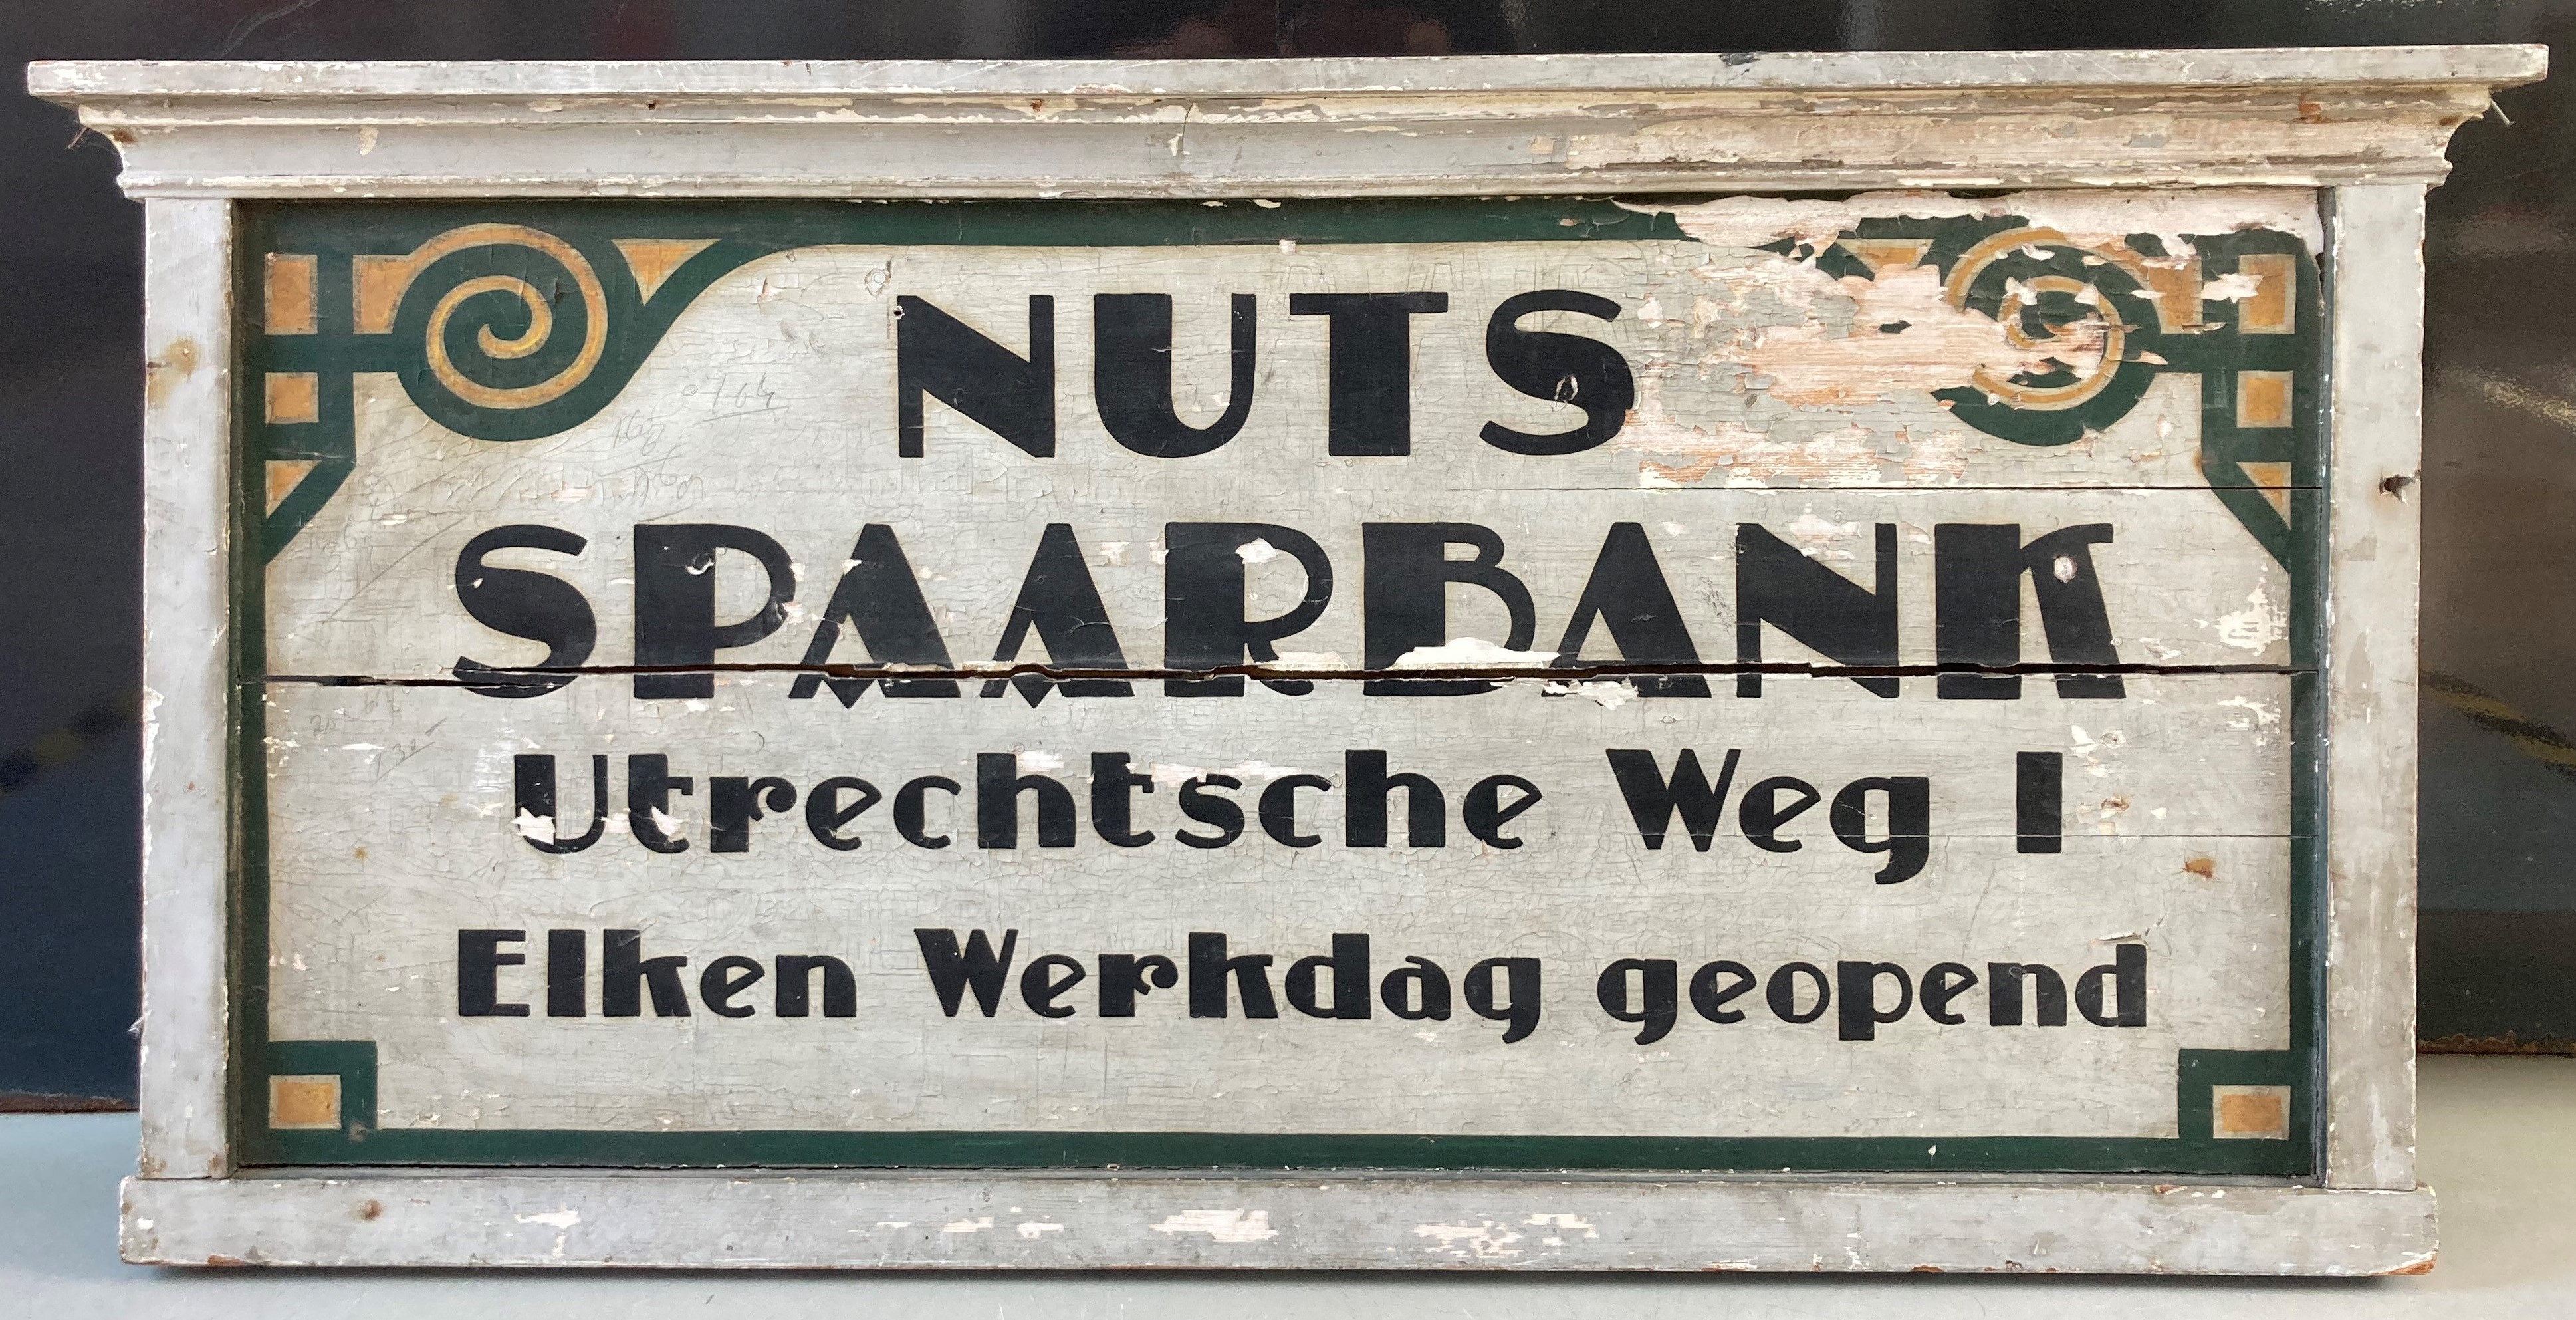 NUTS
SPAARBANK
Utrechtsche Weg 1
Elken Werkdag geopend